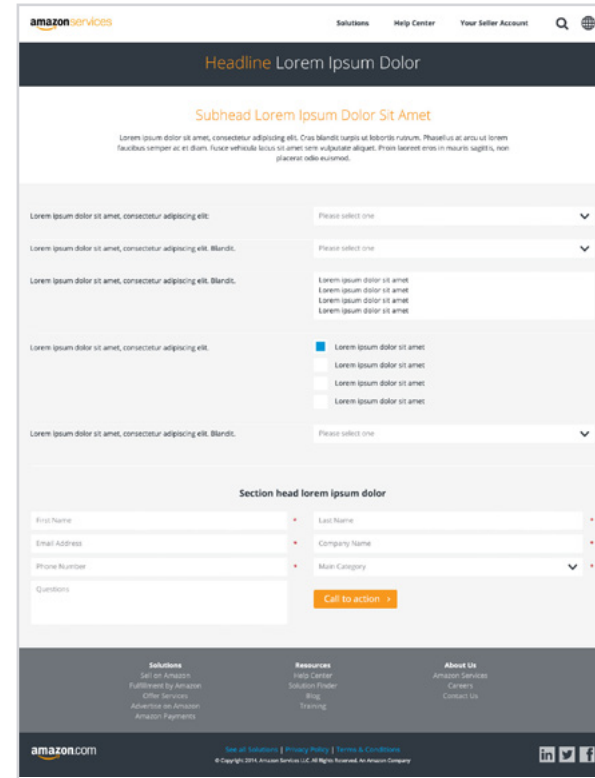 amazonservices
Solutions Help Center Your Seller Account
Headline Lorem Ipsum Dolor
Subhead Lorem Ipsum Dolor Sit Amet
Lorem ipsum dolor sit amet, consectetur adipiscing elit. Cras blandit turpis ut lobortis rutrum. Phasellus at arcu ut lorem
faucibus semper ac et diam. Fusce vehicula lacus sit amet sem vulputate aliquet. Proin laoreet eros in mauris sagittis, non
placerat odio euismod.
Lorem ipsum dolor sit amet, consectetur adipiscing elit:
Please select one
Lorem ipsum dolor sit amet, consectetur adipiscing elit. Blandit.
Please select one
Lorem ipsum dolor sit amet, consectetur adipiscing elit. Blandit.
Lorem ipsum dolor sit amet
Lorem ipsum dolor sit amet
Lorem ipsum dolor sit amet
Lorem ipsum dolor sit amet
Lorem ipsum dolor sit amet, consectetur adipiscing elit.
Lorem ipsum dolor sit amet
Lorem ipsum dolor sit amet
Lorem ipsum dolor sit amet
Lorem ipsum dolor sit amet
Lorem ipsum dolor sit amet, consectetur adipiscing elit. Blandit.
Please select one
Section head lorem ipsum dolor
First Name * Last Name *
Email Address * Company Name *
Phone Number * Main Category *
Questions
Call to action ›
Solutions
Sell on Amazon
Fulfillment by Amazon
Offer Services
Advertise on Amazon
Amazon Payments
Resources
Help Center
Solution Finder
Blog
Training
About Us
Amazon Services
Careers
Contact Us
amazon.com
See all Solutions | Privacy Policy | Terms & Conditions
© Copyright 2014, Amazon Services LLC. All Rights Reserved. An Amazon Company
in f